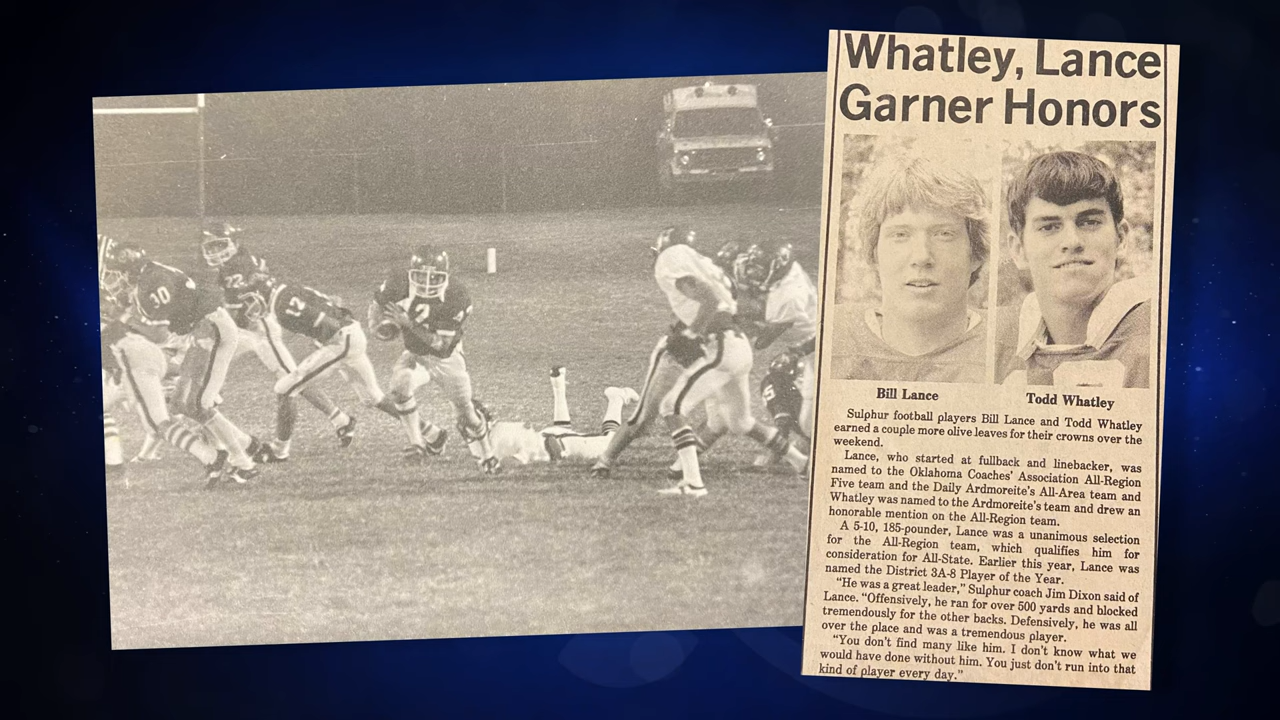 30
22
12
Whatley, Lance
Garner Honors
Bill Lance
Todd Whatley
Sulphur football players Bill Lance and Todd Whatley
earned a couple more olive leaves for their crowns over the
weekend.
Lance, who started at fullback and linebacker, was
named to the Oklahoma Coaches' Association All-Region
Five team and the Daily Ardmoreite's All-Area team and
Whatley was named to the Ardmoreite's team and drew an
honorable mention on the All-Region team.
A 5-10, 185-pounder, Lance was a unanimous selection
for the All-Region team, which qualifies him for
consideration for All-State. Earlier this year, Lance was
named the District 3A-8 Player of the Year.
"He was a great leader," Sulphur coach Jim Dixon said of
Lance. "Offensively, he ran for over 500 yards and blocked
tremendously for the other backs. Defensively, he was all
over the place and was a tremendous player.
"You don't find many like him. I don't know what we
would have done without him. You just don't run into that
kind of player every day."